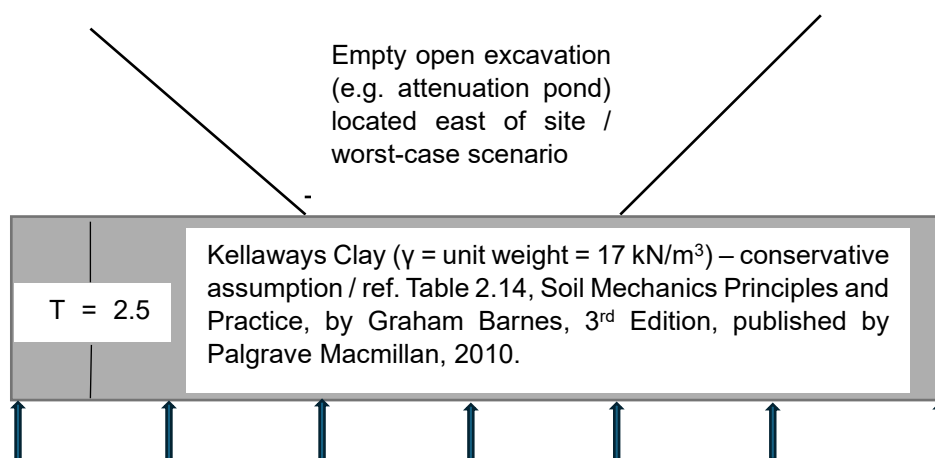 Empty open excavation
(e.g. attenuation pond)
located east of site /
worst-case scenario
-
Kellaways Clay (γ = unit weight = 17 kN/m³) – conservative
assumption / ref. Table 2.14, Soil Mechanics Principles and
Practice, by Graham Barnes, 3rd Edition, published by
Palgrave Macmillan, 2010.
T = 2.5